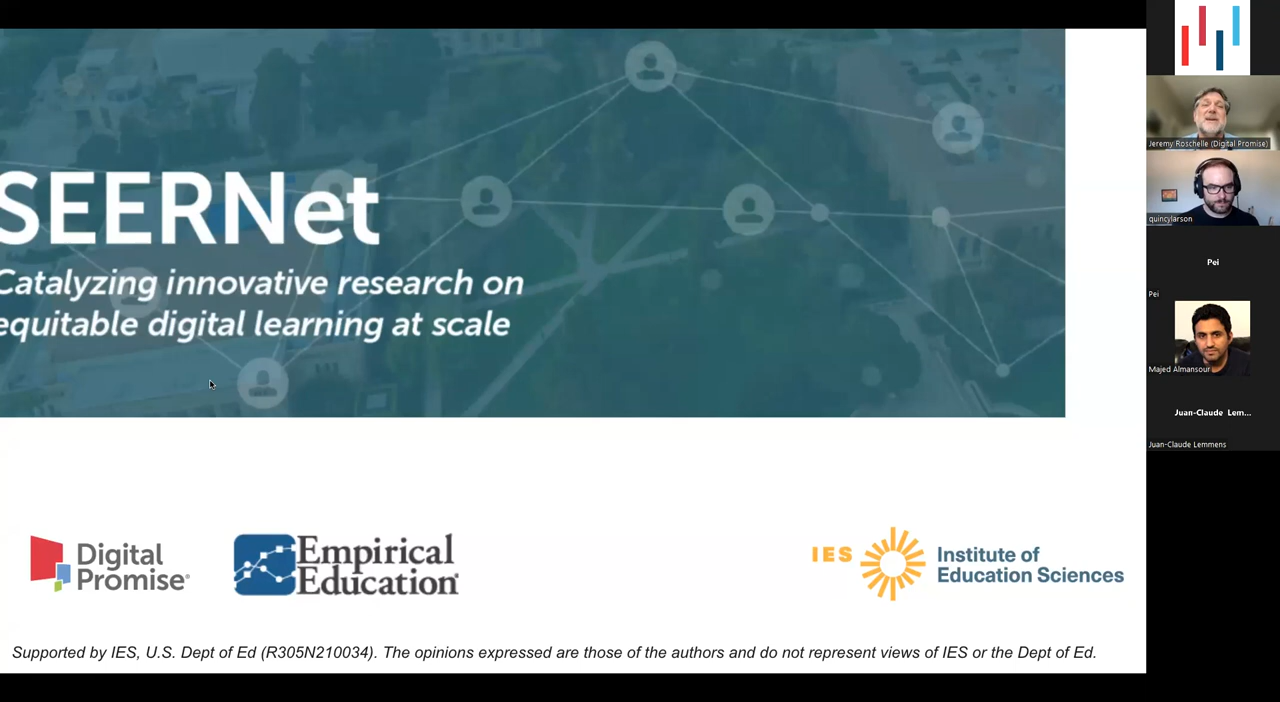 SEERNet
Catalyzing innovative research on
equitable digital learning at scale
Digital
Promise®
Empirical
Education
IES
Institute of
Education Sciences
Supported by IES, U.S. Dept of Ed (R305N210034). The opinions expressed are those of the authors and do not represent views of IES or the Dept of Ed.
Jeremy Roschelle (Digital Promise)
quincylarson
Pei
Pei
Majed Almansour
Juan-Claude Lem...
Juan-Claude Lemmens